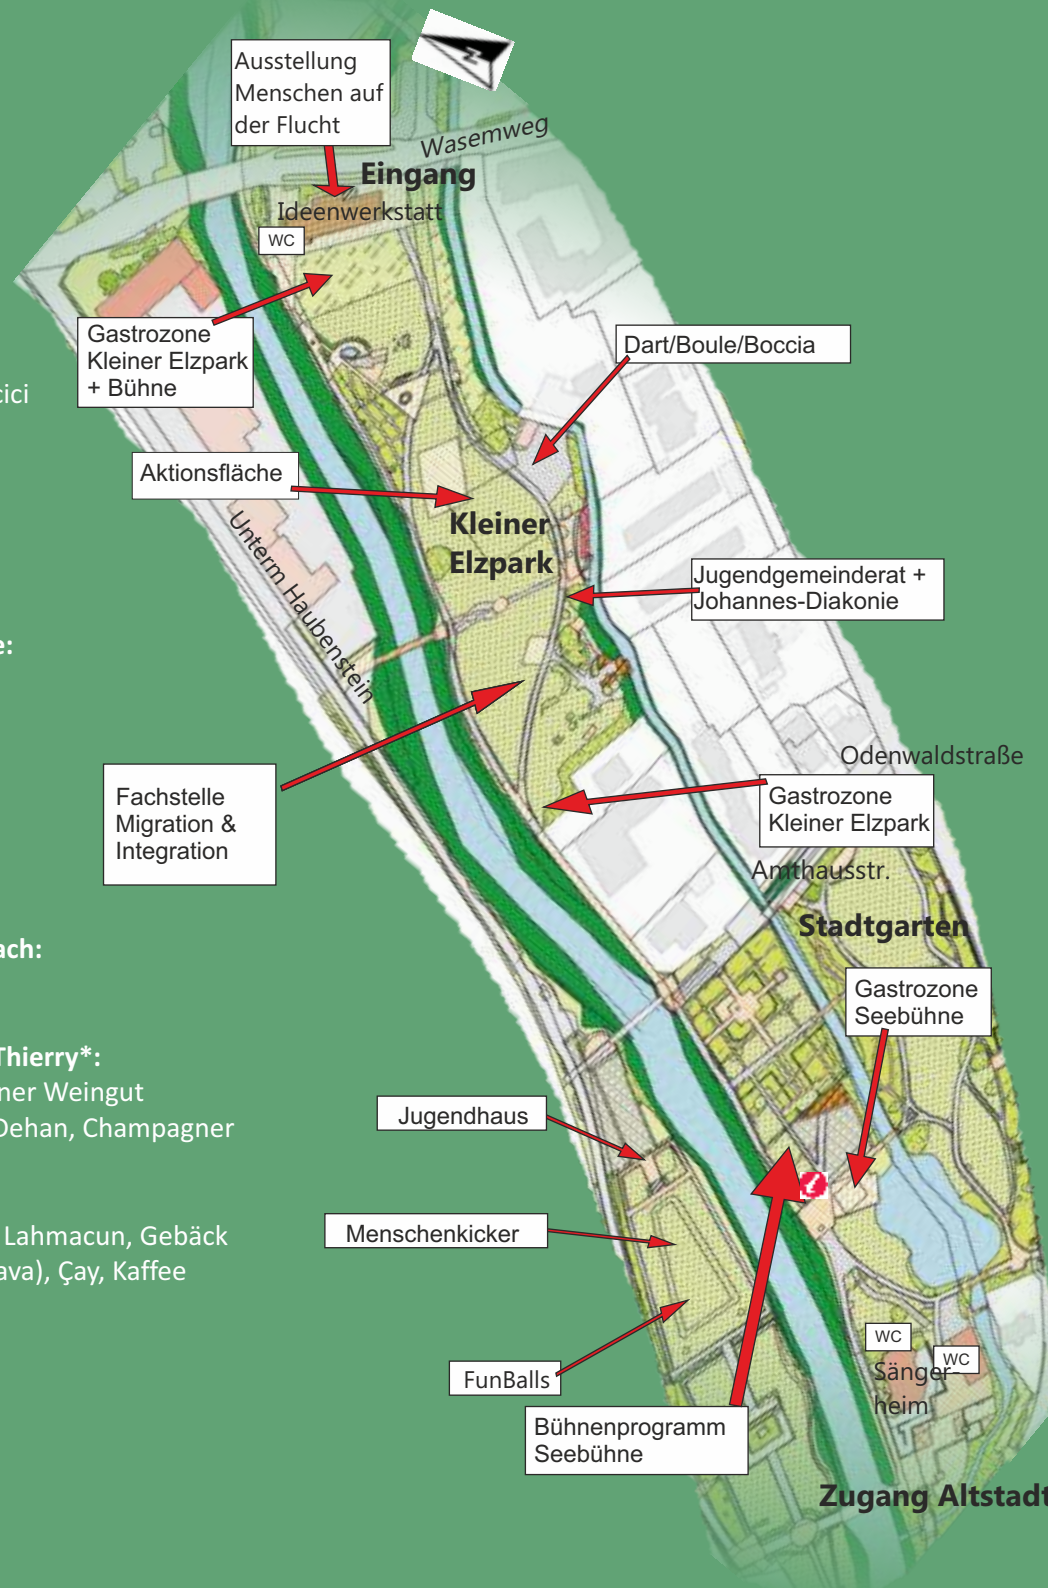 Ausstellung
Menschen auf
der Flucht
N
Wasemweg
Eingang
Ideenwerkstatt
WC
Gastrozone
Kleiner Elzpark
+ Bühne
Dart/Boule/Boccia
cici
Aktionsfläche
Kleiner
Elzpark
Unterm Haubenstein
Jugendgemeinderat +
Johannes-Diakonie
e:
Odenwaldstraße
Fachstelle
Migration &
Integration
Gastrozone
Kleiner Elzpark
Amthausstr.
Stadtgarten
ach:
Gastrozone
Seebühne
Thierry*:
ner Weingut
Dehan, Champagner
Jugendhaus
i
Lahmacun, Gebäck
ava), Çay, Kaffee
Menschenkicker
WC
WC
Sänger-
heim
FunBalls
Bühnenprogramm
Seebühne
Zugang Altstadt